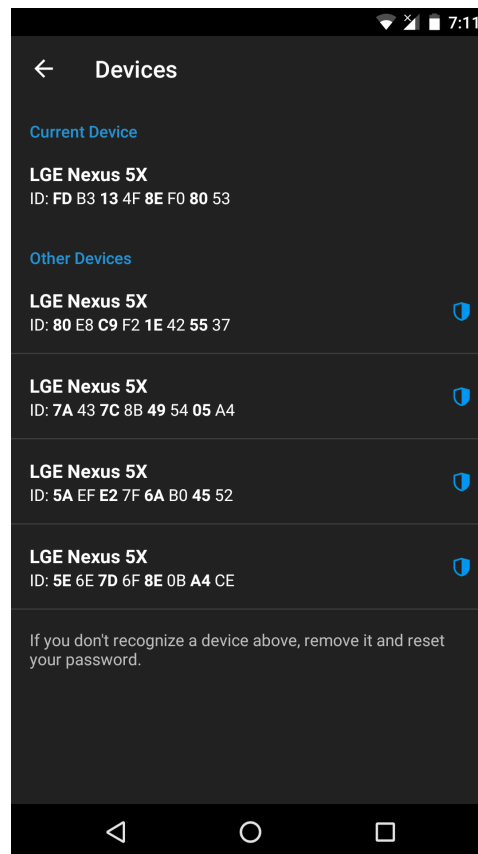 7:11
Devices
Current Device
LGE Nexus 5X
ID: FD B3 13 4F 8E F0 80 53
Other Devices
LGE Nexus 5X
ID: 80 E8 C9 F2 1E 42 55 37
LGE Nexus 5X
ID: 7A 43 7C 8B 49 54 05 A4
LGE Nexus 5X
ID: 5A EF E2 7F 6A B0 45 52
LGE Nexus 5X
ID: 5E 6E 7D 6F 8E 0B A4 CE
If you don't recognize a device above, remove it and reset
your password.